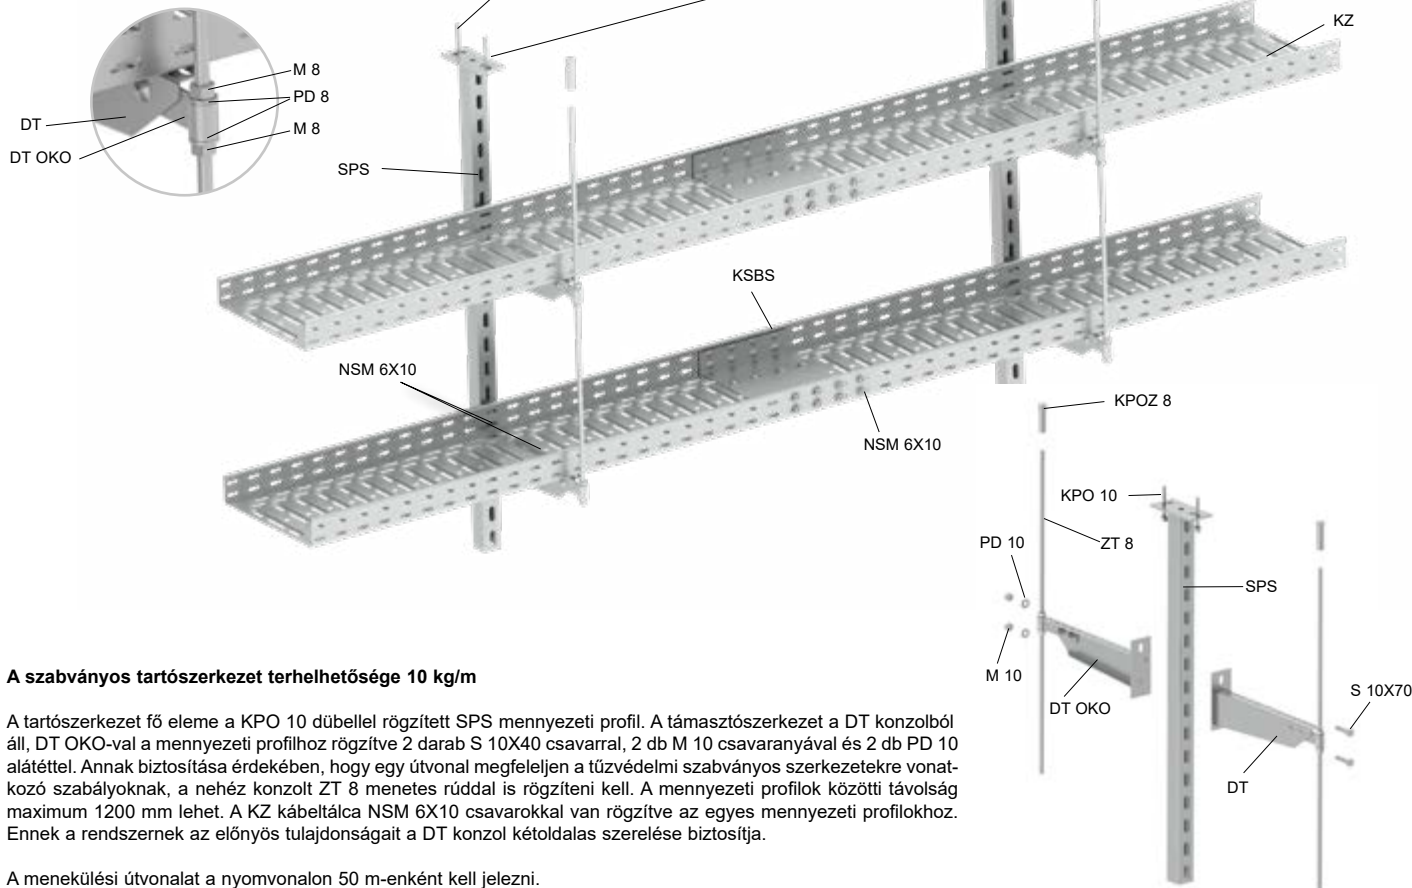 KZ
M 8
PD 8
M 8
DT
DT OKO
SPS
KSBS
NSM 6X10
NSM 6X10
KPOZ 8
KPO 10
PD 10
ZT 8
SPS
M 10
DT OKO
S 10X70
DT
A szabványos tartószerkezet terhelhetősége 10 kg/m
A tartószerkezet fő eleme a KPO 10 dübellel rögzített SPS mennyezeti profil. A támasztószerkezet a DT konzolból
áll, DT OKO-val a mennyezeti profilhoz rögzítve 2 darab S 10X40 csavarral, 2 db M 10 csavaranyával és 2 db PD 10
alátéttel. Annak biztosítása érdekében, hogy egy útvonal megfeleljen a tűzvédelmi szabványos szerkezetekre vonat-
kozó szabályoknak, a nehéz konzolt ZT 8 menetes rúddal is rögzíteni kell. A mennyezeti profilok közötti távolság
maximum 1200 mm lehet. A KZ kábeltálca NSM 6X10 csavarokkal van rögzítve az egyes mennyezeti profilokhoz.
Ennek a rendszernek az előnyös tulajdonságait a DT konzol kétoldalas szerelése biztosítja.
A menekülési útvonalat a nyomvonalon 50 m-enként kell jelezni.